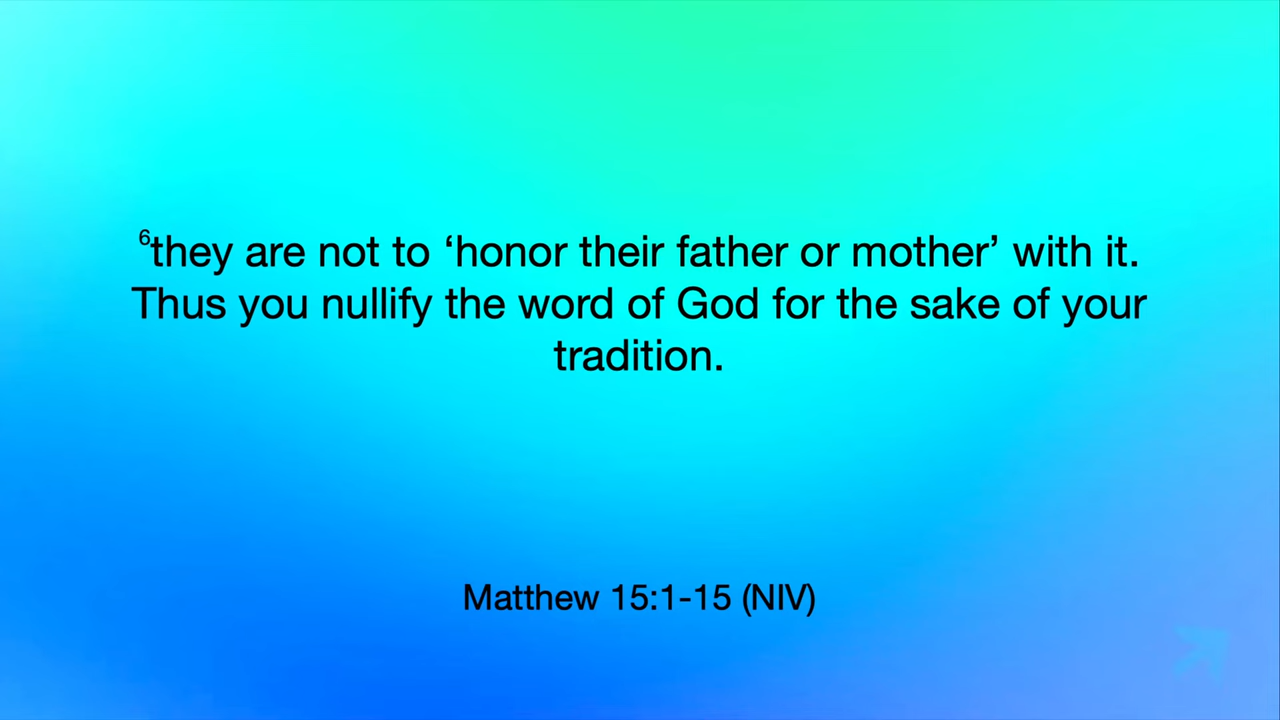 ⁶they are not to ‘honor their father or mother’ with it.
Thus you nullify the word of God for the sake of your
tradition.
Matthew 15:1-15 (NIV)